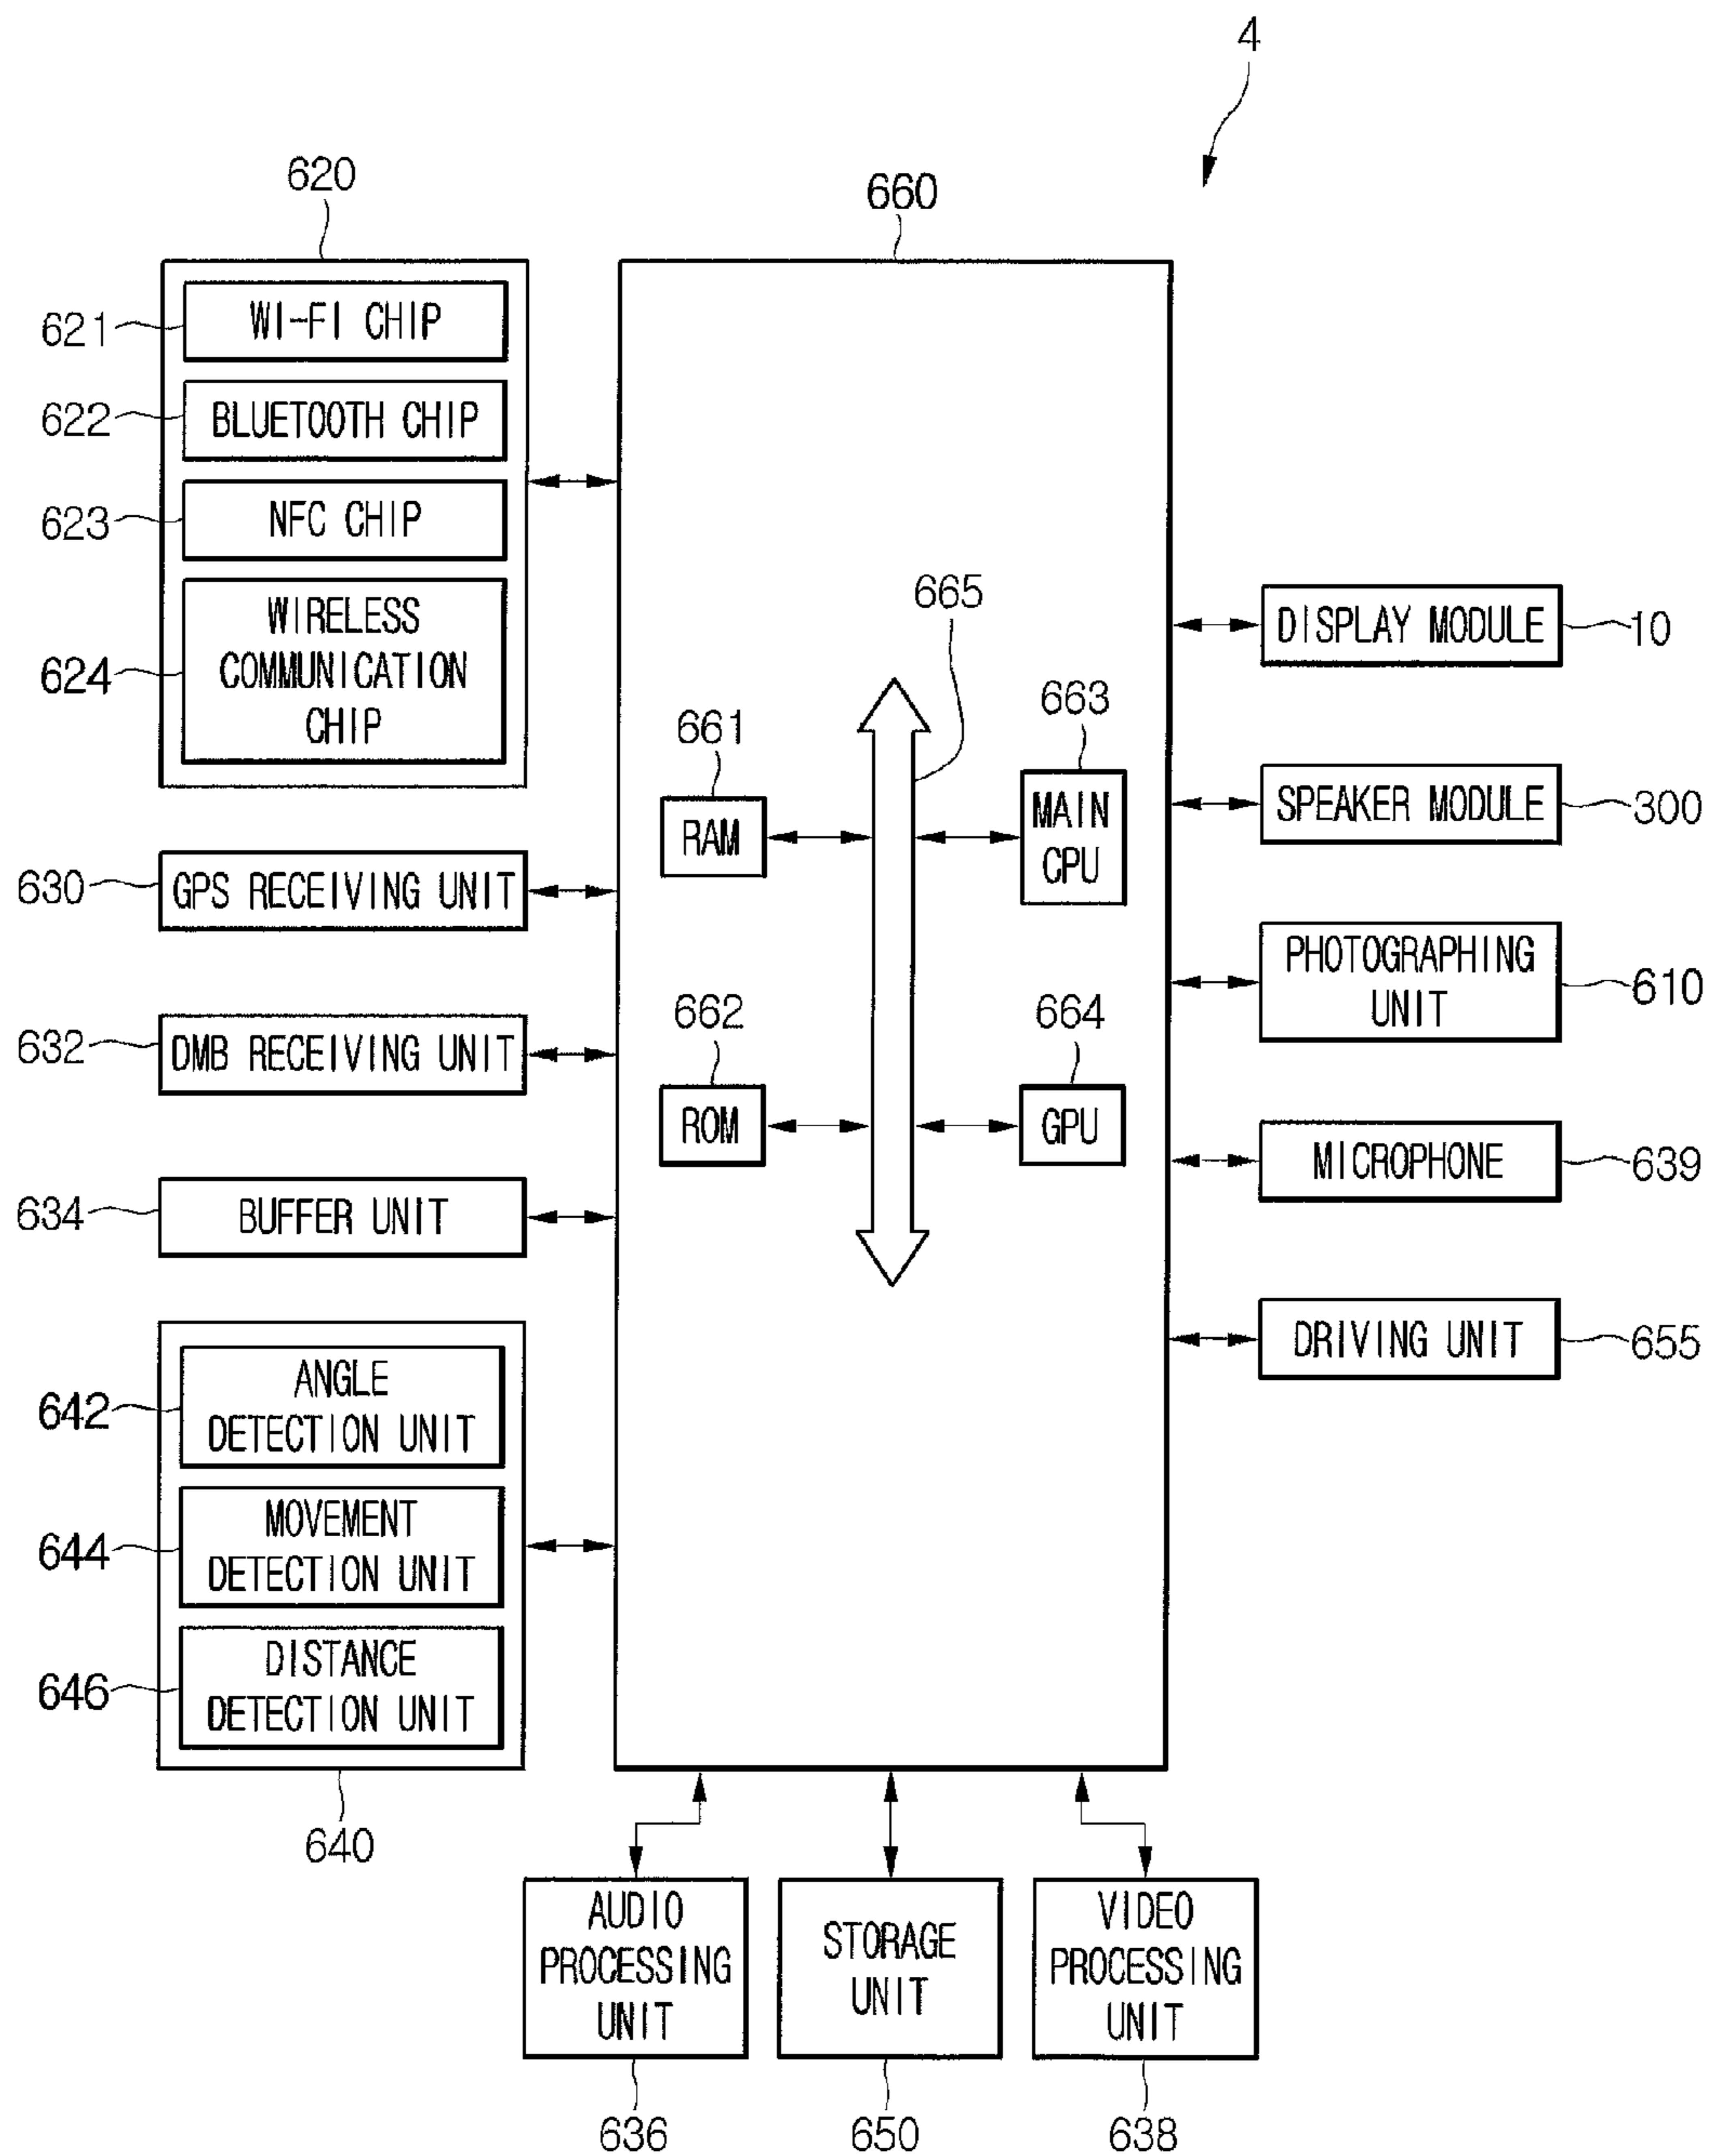 4
620
660
621
WI-FI CHIP
622
BLUETOOTH CHIP
623
NFC CHIP
624
WIRELESS
COMMUNICATION
CHIP
630
GPS RECEIVING UNIT
632
DMB RECEIVING UNIT
634
BUFFER UNIT
642
ANGLE
DETECTION UNIT
644
MOVEMENT
DETECTION UNIT
646
DISTANCE
DETECTION UNIT
640
665
661
RAM
663
MAIN
CPU
662
ROM
664
GPU
DISPLAY MODULE
10
SPEAKER MODULE
300
PHOTOGRAPHING
UNIT
610
MICROPHONE
639
DRIVING UNIT
655
AUDIO
PROCESSING
UNIT
636
STORAGE
UNIT
650
VIDEO
PROCESSING
UNIT
638